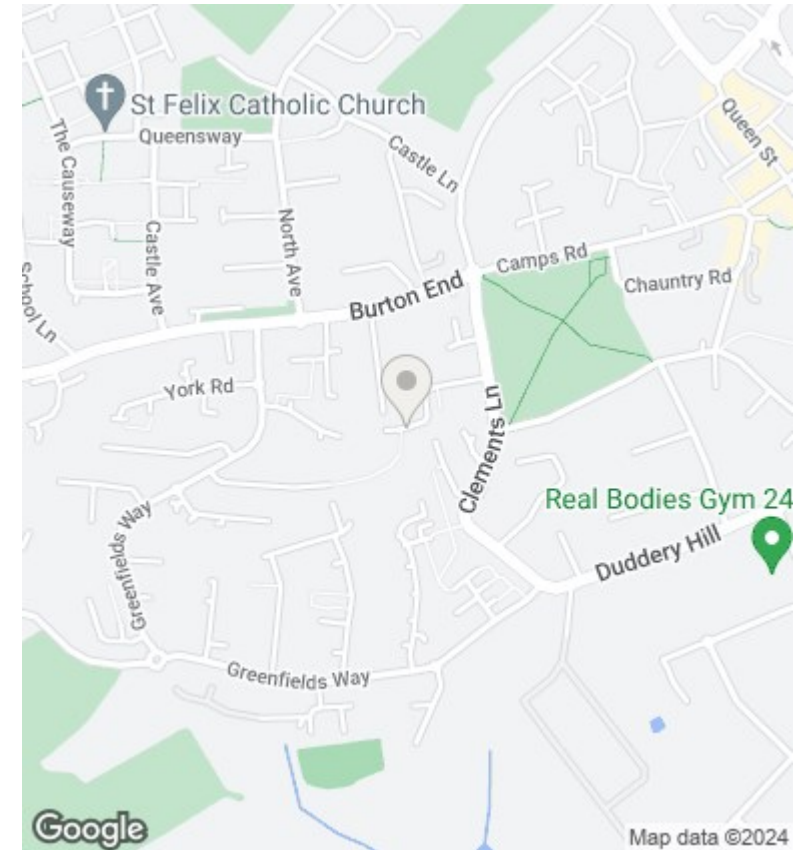 St Felix Catholic Church
Queensway
The Causeway
Castle Ave
School Ln
North Ave
Castle Ln
Queen St
Burton End
Camps Rd
Chauntry Rd
York Rd
Clements Ln
Greenfields Way
Real Bodies Gym 24
Duddery Hill
Greenfields Way
Google
Map data ©2024